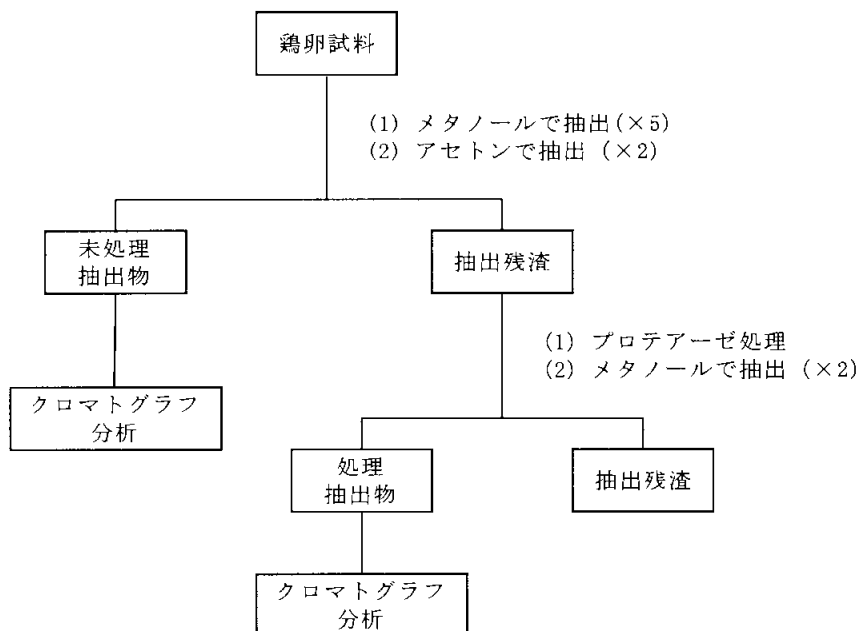 鶏卵試料
(1) メタノールで抽出(×5)
(2) アセトンで抽出 (×2)
未処理
抽出物
抽出残渣
(1) プロテアーゼ処理
(2) メタノールで抽出 (×2)
クロマトグラフ
分析
処理
抽出物
抽出残渣
クロマトグラフ
分析